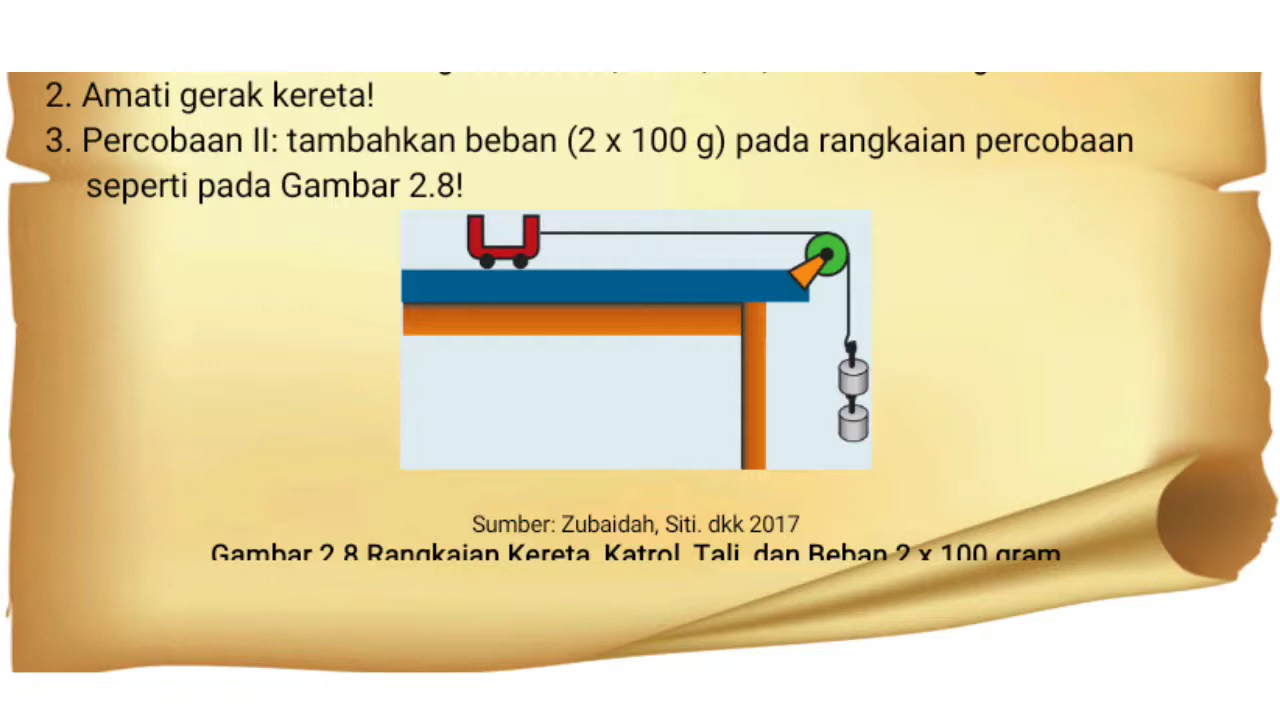 2. Amati gerak kereta!
3. Percobaan II: tambahkan beban (2 x 100 g) pada rangkaian percobaan
seperti pada Gambar 2.8!
Sumber: Zubaidah, Siti. dkk 2017
Gambar 2.8 Rangkaian Kereta, Katrol, Tali, dan Beban 2 x 100 gram